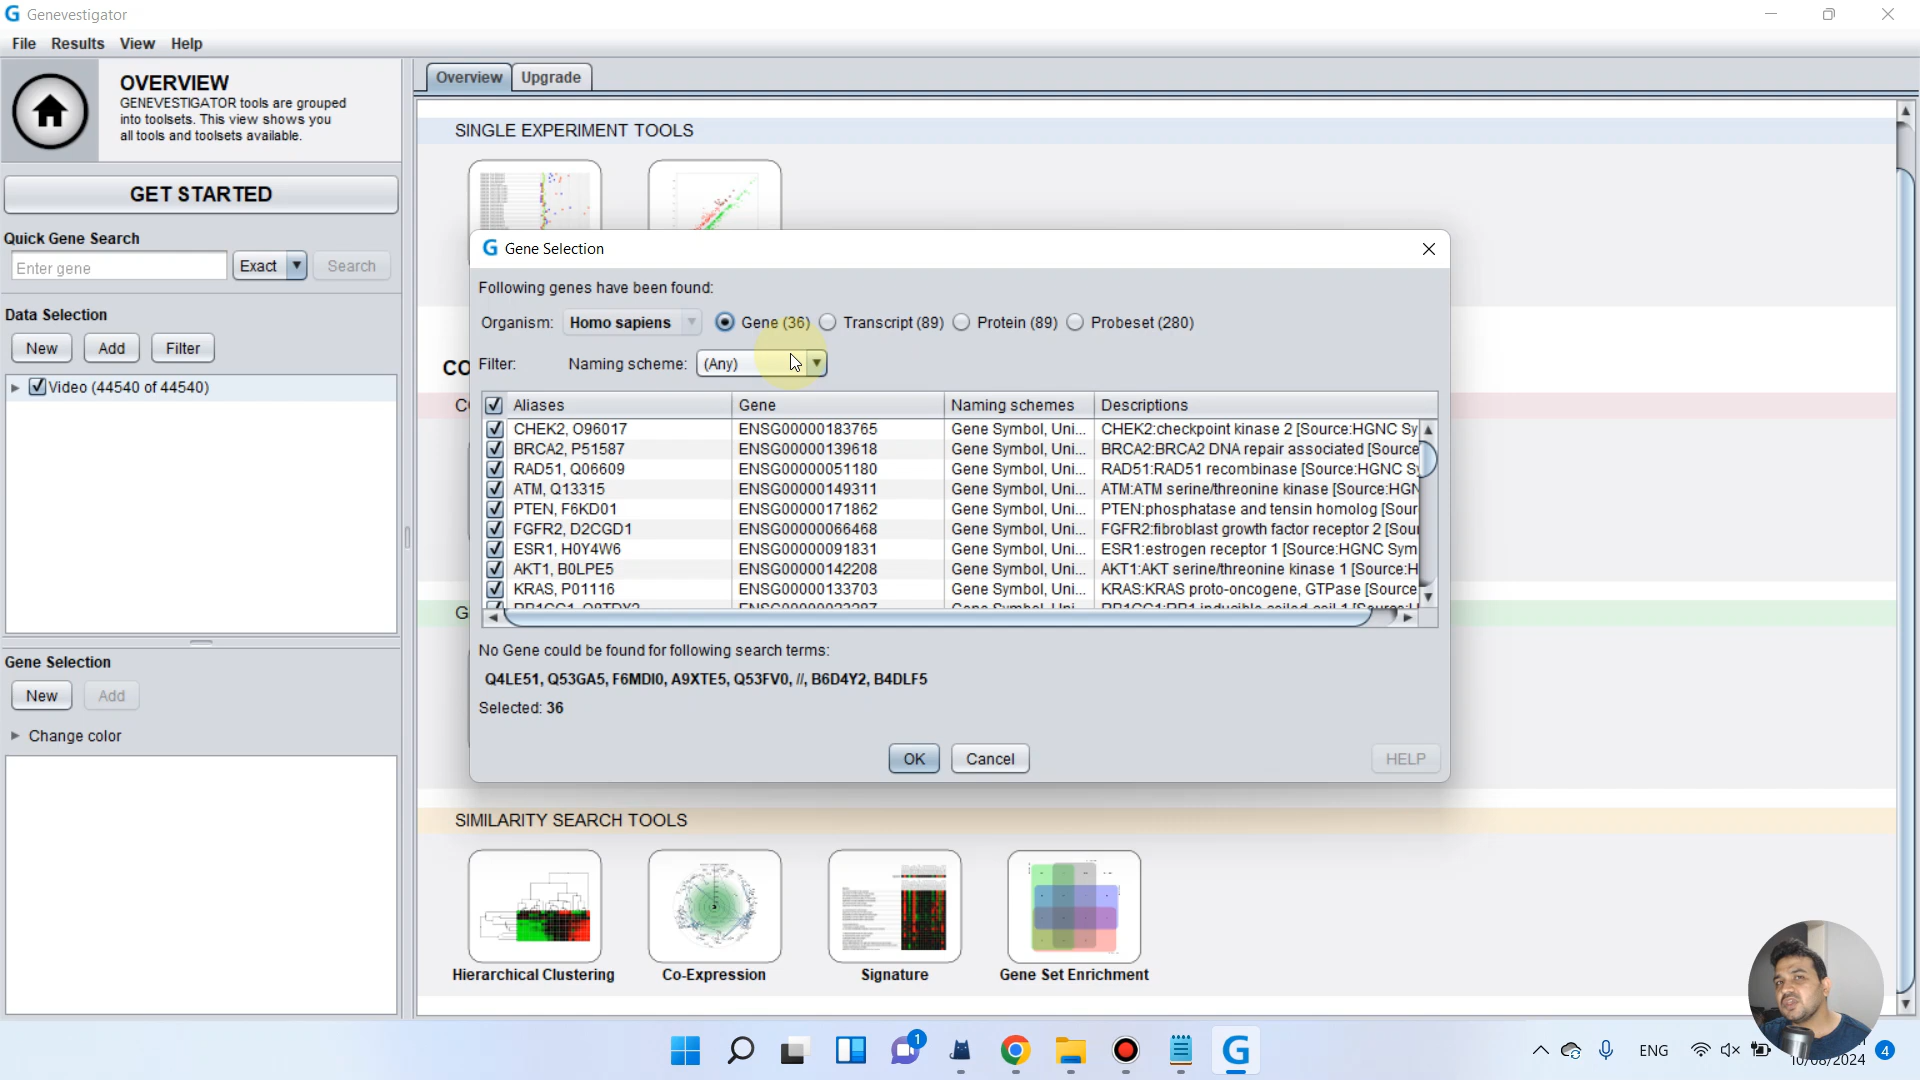 Genevestigator
File Results View Help
OVERVIEW
GENEVESTIGATOR tools are grouped
into toolsets. This view shows you
all tools and toolsets available.
GET STARTED
Quick Gene Search
Enter gene
Exact
Search
Data Selection
New Add Filter
Video (44540 of 44540)
Gene Selection
New Add
Change color
Overview Upgrade
SINGLE EXPERIMENT TOOLS
Gene Selection
Following genes have been found:
Organism: Homo sapiens Gene (36) Transcript (89) Protein (89) Probeset (280)
Filter: Naming scheme: (Any)
Aliases Gene Naming schemes Descriptions
CHEK2, O96017 ENSG00000183765 Gene Symbol, Uni... CHEK2:checkpoint kinase 2 [Source:HGNC Sy
BRCA2, P51587 ENSG00000139618 Gene Symbol, Uni... BRCA2:BRCA2 DNA repair associated [Source
RAD51, Q06609 ENSG00000051180 Gene Symbol, Uni... RAD51:RAD51 recombinase [Source:HGNC S
ATM, Q13315 ENSG00000149311 Gene Symbol, Uni... ATM:ATM serine/threonine kinase [Source:HGN
PTEN, F6KD01 ENSG00000171862 Gene Symbol, Uni... PTEN:phosphatase and tensin homolog [Sour
FGFR2, D2CGD1 ENSG00000066468 Gene Symbol, Uni... FGFR2:fibroblast growth factor receptor 2 [Sou
ESR1, H0Y4W6 ENSG00000091831 Gene Symbol, Uni... ESR1:estrogen receptor 1 [Source:HGNC Sym
AKT1, B0LPE5 ENSG00000142208 Gene Symbol, Uni... AKT1:AKT serine/threonine kinase 1 [Source:H
KRAS, P01116 ENSG00000133703 Gene Symbol, Uni... KRAS:KRAS proto-oncogene, GTPase [Source
No Gene could be found for following search terms:
Q4LE51, Q53GA5, F6MDI0, A9XTE5, Q53FV0, //, B6D4Y2, B4DLF5
Selected: 36
OK Cancel HELP
CO
C
G
SIMILARITY SEARCH TOOLS
Hierarchical Clustering Co-Expression Signature Gene Set Enrichment
1
ENG
10/08/2024
4